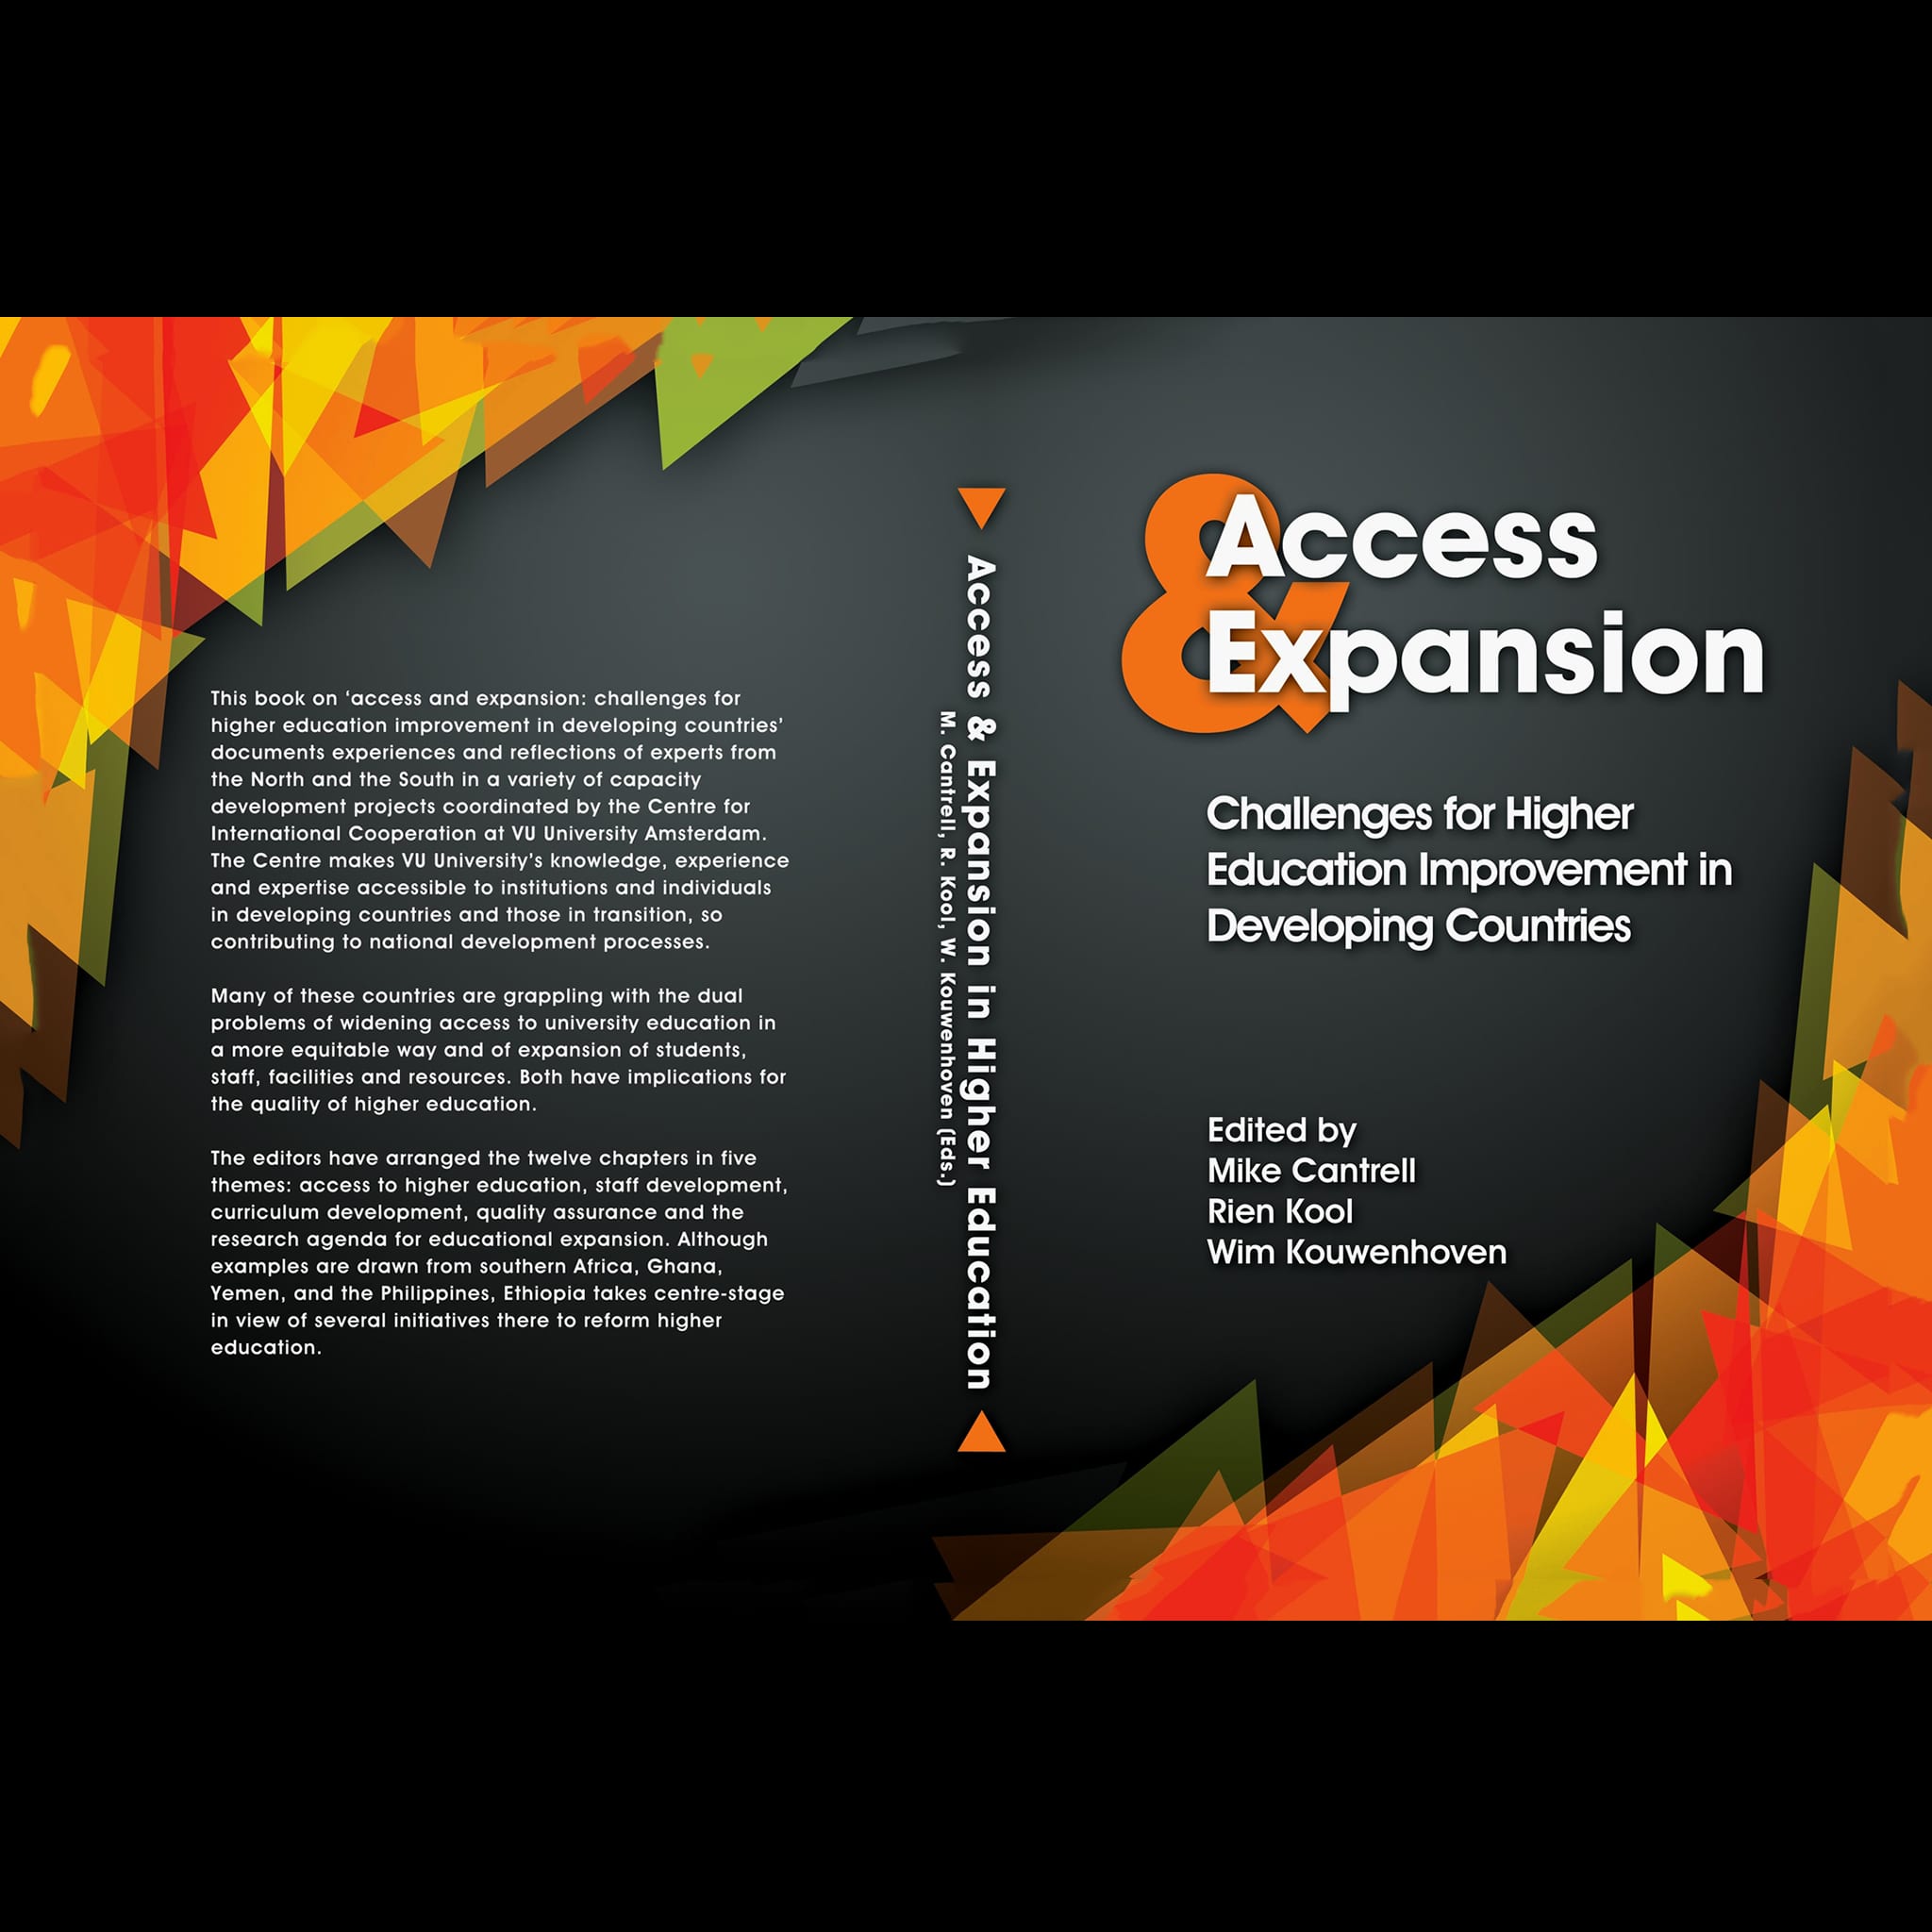 This book on ‘access and expansion: challenges for
higher education improvement in developing countries’
documents experiences and reflections of experts from
the North and the South in a variety of capacity
development projects coordinated by the Centre for
International Cooperation at VU University Amsterdam.
The Centre makes VU University’s knowledge, experience
and expertise accessible to institutions and individuals
in developing countries and those in transition, so
contributing to national development processes.
Many of these countries are grappling with the dual
problems of widening access to university education in
a more equitable way and of expansion of students,
staff, facilities and resources. Both have implications for
the quality of higher education.
The editors have arranged the twelve chapters in five
themes: access to higher education, staff development,
curriculum development, quality assurance and the
research agenda for educational expansion. Although
examples are drawn from southern Africa, Ghana,
Yemen, and the Philippines, Ethiopia takes centre-stage
in view of several initiatives there to reform higher
education.
Access & Expansion in Higher Education
M. Cantrell, R. Kool, W. Kouwenhoven (Eds.)
&
Access
Expansion
Challenges for Higher
Education Improvement in
Developing Countries
Edited by
Mike Cantrell
Rien Kool
Wim Kouwenhoven